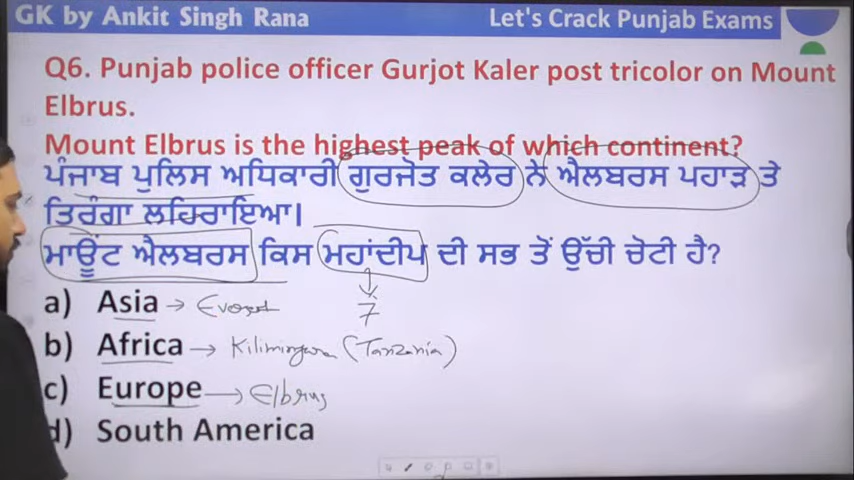 GK by Ankit Singh Rana Let's Crack Punjab Exams
Q6. Punjab police officer Gurjot Kaler post tricolor on Mount
Elbrus.
Mount Elbrus is the highest peak of which continent?
ਪੰਜਾਬ ਪੁਲਿਸ ਅਧਿਕਾਰੀ ਗੁਰਜੋਤ ਕਲੇਰ ਨੇ ਐਲਬਰਸ ਪਹਾੜ ਤੇ
ਤਿਰੰਗਾ ਲਹਿਰਾਇਆ।
ਮਾਊਂਟ ਐਲਬਰਸ ਕਿਸ ਮਹਾਂਦੀਪ ਦੀ ਸਭ ਤੋਂ ਉੱਚੀ ਚੋਟੀ ਹੈ?
a) Asia → Everest
7
b) Africa → (Tanzania)
c) Europe → Elbrus
d) South America